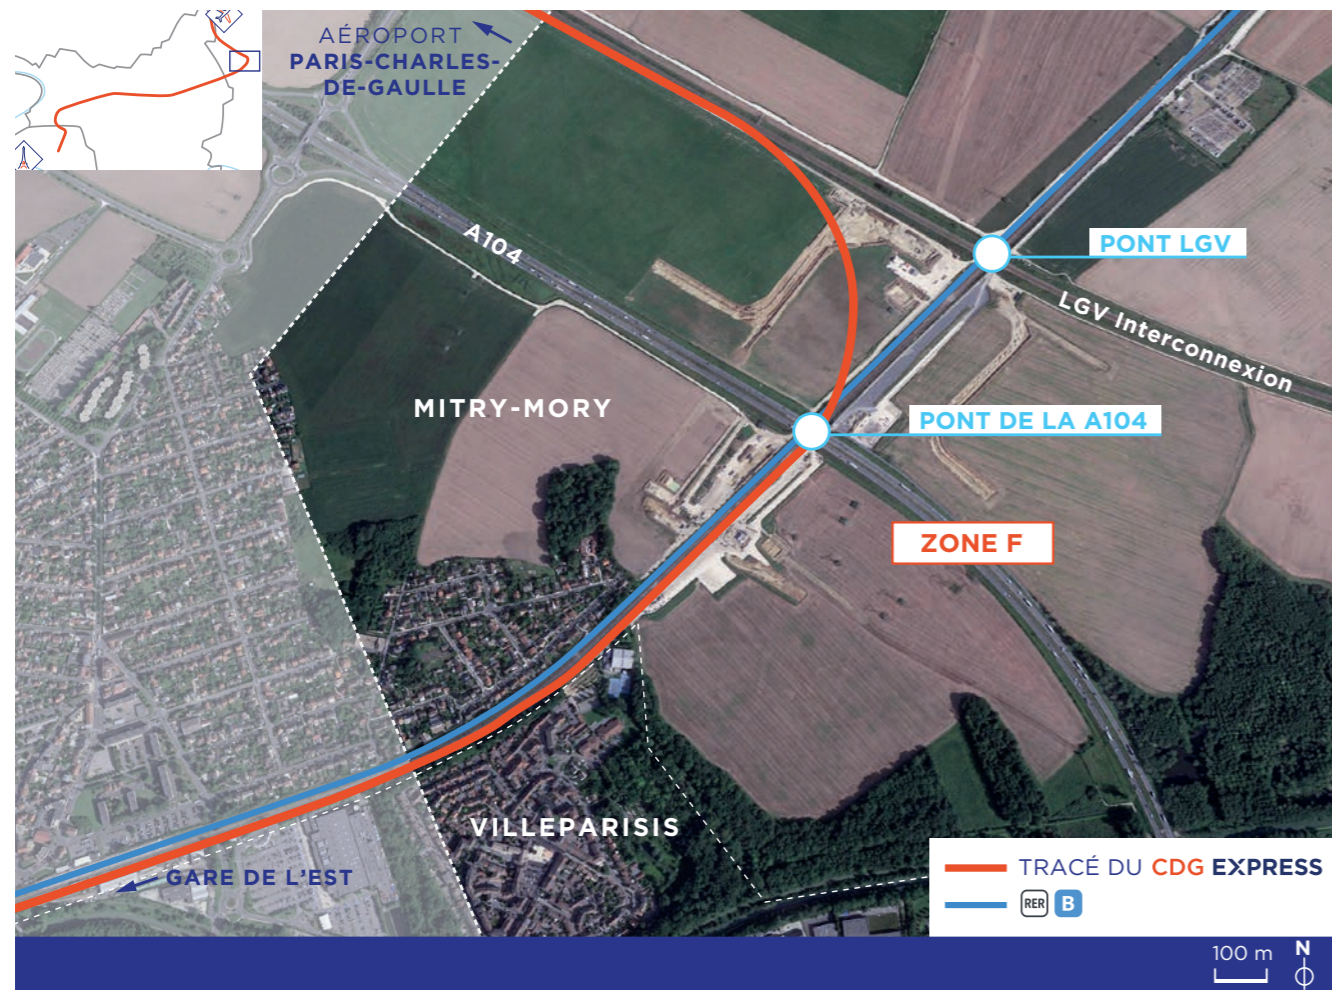 AÉROPORT
PARIS-CHARLES-
DE-GAULLE
A104
PONT LGV
LGV Interconnexion
MITRY-MORY
PONT DE LA A104
ZONE F
VILLEPARISIS
GARE DE L'EST
TRACÉ DU CDG EXPRESS
RER B
100 m N